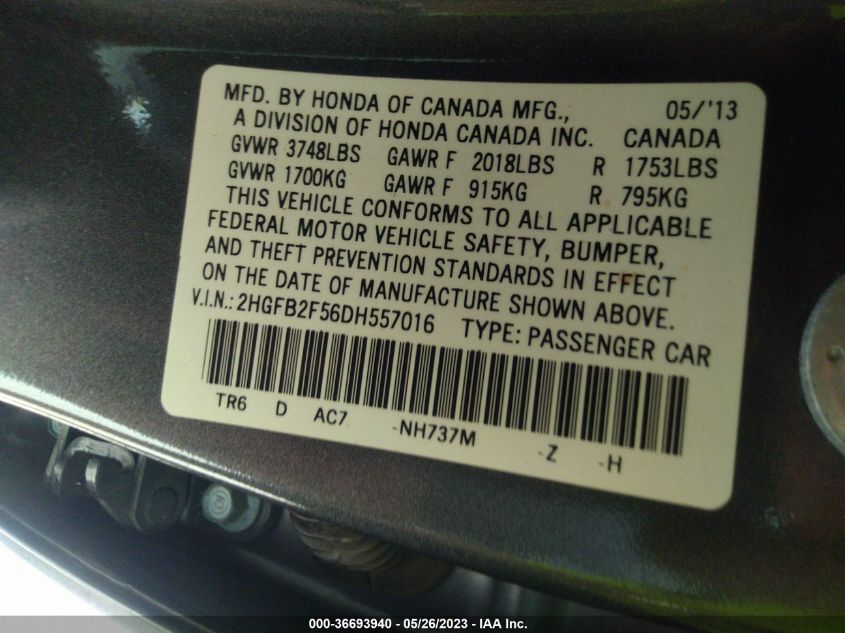 MFD. BY HONDA OF CANADA MFG., 05/'13
A DIVISION OF HONDA CANADA INC. CANADA
GVWR 3748LBS GAWR F 2018LBS R 1753LBS
GVWR 1700KG GAWR F 915KG R 795KG
THIS VEHICLE CONFORMS TO ALL APPLICABLE
FEDERAL MOTOR VEHICLE SAFETY, BUMPER,
AND THEFT PREVENTION STANDARDS IN EFFECT
ON THE DATE OF MANUFACTURE SHOWN ABOVE.
V.I.N.: 2HGFB2F56DH557016 TYPE: PASSENGER CAR
TR6 D AC7 -NH737M -Z -H
000-36693940 - 05/26/2023 - IAA Inc.